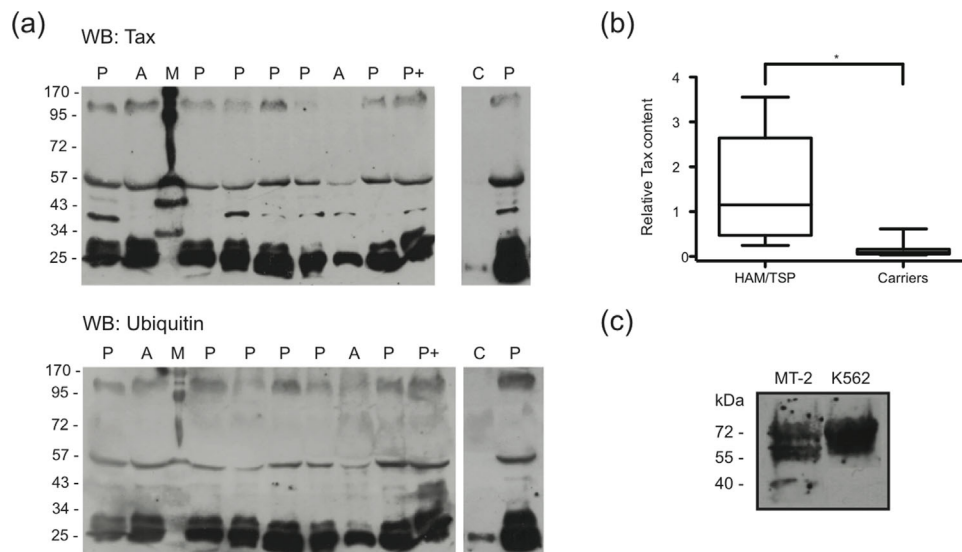 (a)
WB: Tax
P A M P P P P A P P+ C P
170 -
95 -
72 -
57 -
43 -
34 -
25 -
WB: Ubiquitin
P A M P P P P A P P+ C P
170 -
95 -
72 -
57 -
43 -
34 -
25 -
(b)
*
Relative Tax content
4
3
2
1
0
HAM/TSP Carriers
(c)
MT-2 K562
kDa
72 -
55 -
40 -